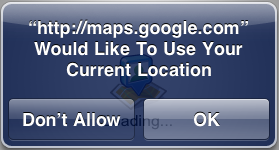 “http://maps.google.com”
Would Like To Use Your
Current Location
Don’t Allow
OK